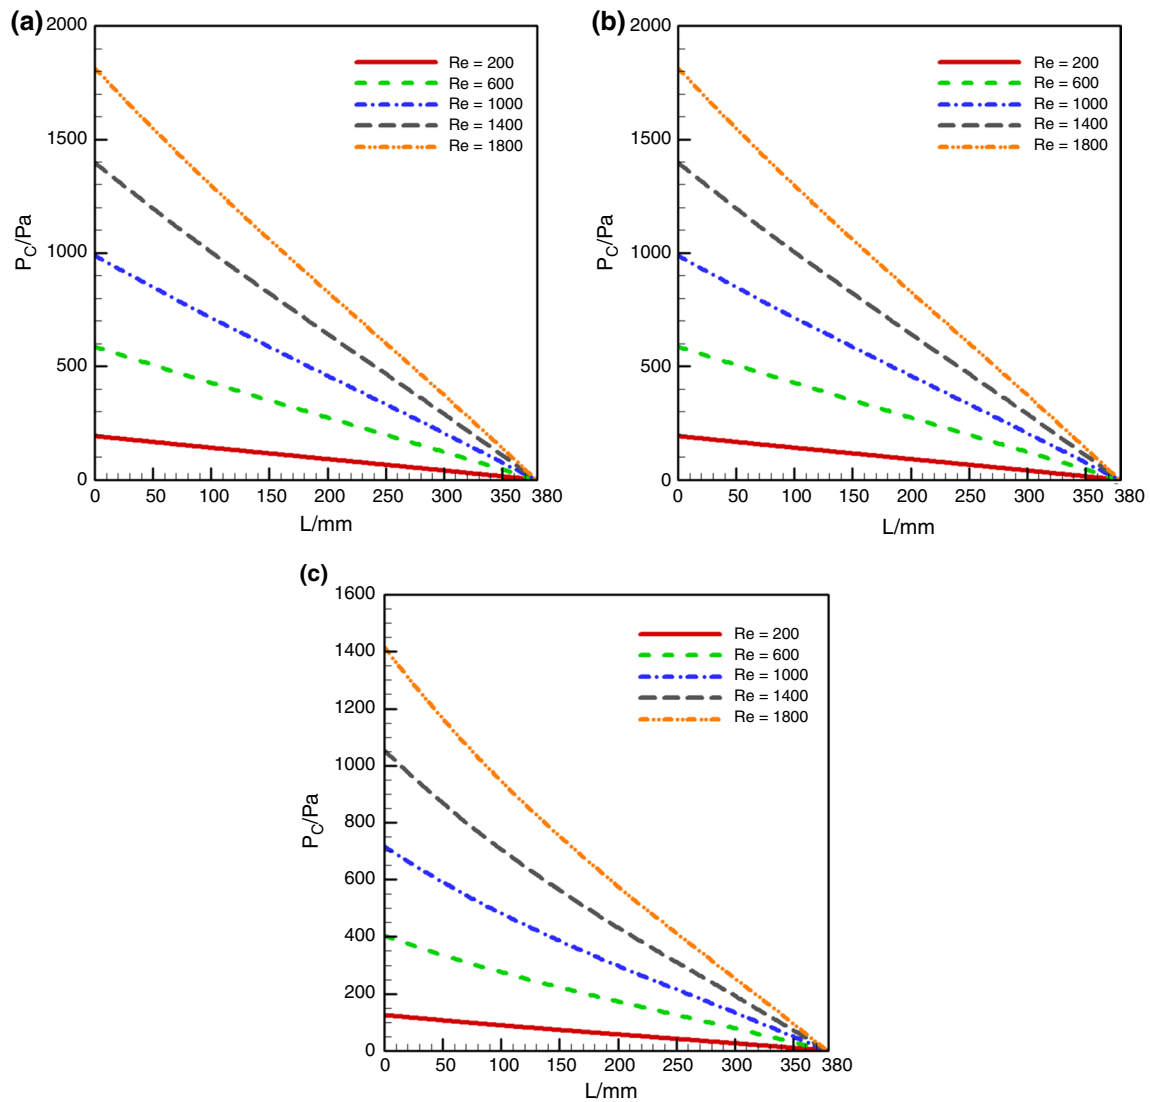 (a)
2000
1500
1000
500
0
P_C/Pa
Re = 200
Re = 600
Re = 1000
Re = 1400
Re = 1800
0 50 100 150 200 250 300 350 380
L/mm
(b)
2000
1500
1000
500
0
P_C/Pa
Re = 200
Re = 600
Re = 1000
Re = 1400
Re = 1800
0 50 100 150 200 250 300 350 380
L/mm
(c)
1600
1400
1200
1000
800
600
400
200
0
P_C/Pa
Re = 200
Re = 600
Re = 1000
Re = 1400
Re = 1800
0 50 100 150 200 250 300 350 380
L/mm